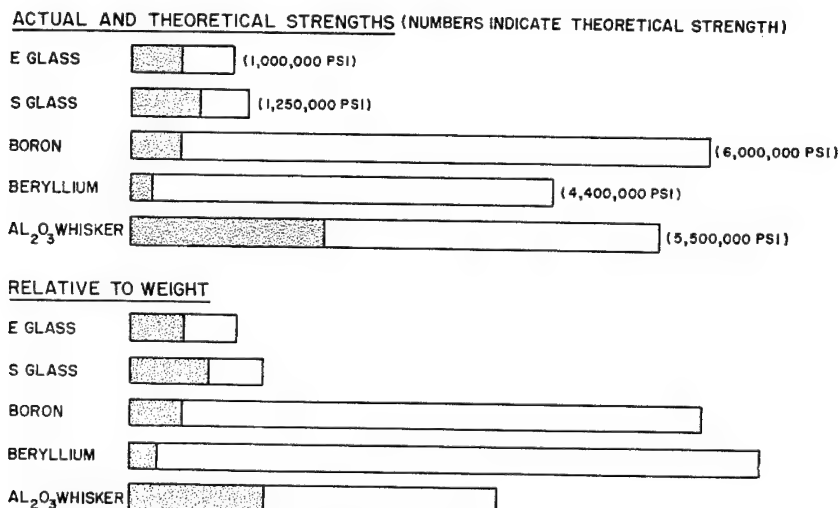 ACTUAL AND THEORETICAL STRENGTHS (NUMBERS INDICATE THEORETICAL STRENGTH)
E GLASS (1,000,000 PSI)
S GLASS (1,250,000 PSI)
BORON (6,000,000 PSI)
BERYLLIUM (4,400,000 PSI)
AL₂O₃ WHISKER (5,500,000 PSI)
RELATIVE TO WEIGHT
E GLASS
S GLASS
BORON
BERYLLIUM
AL₂O₃ WHISKER